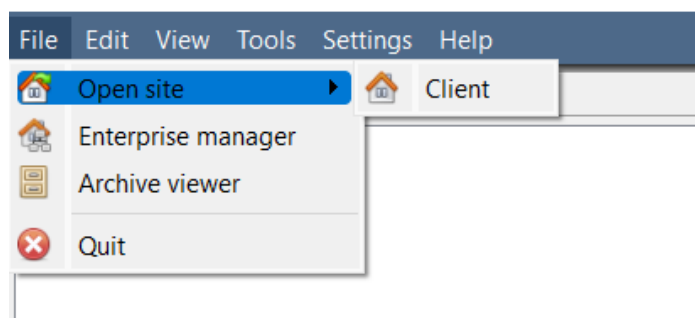 File Edit View Tools Settings Help
Open site Client
Enterprise manager
Archive viewer
Quit